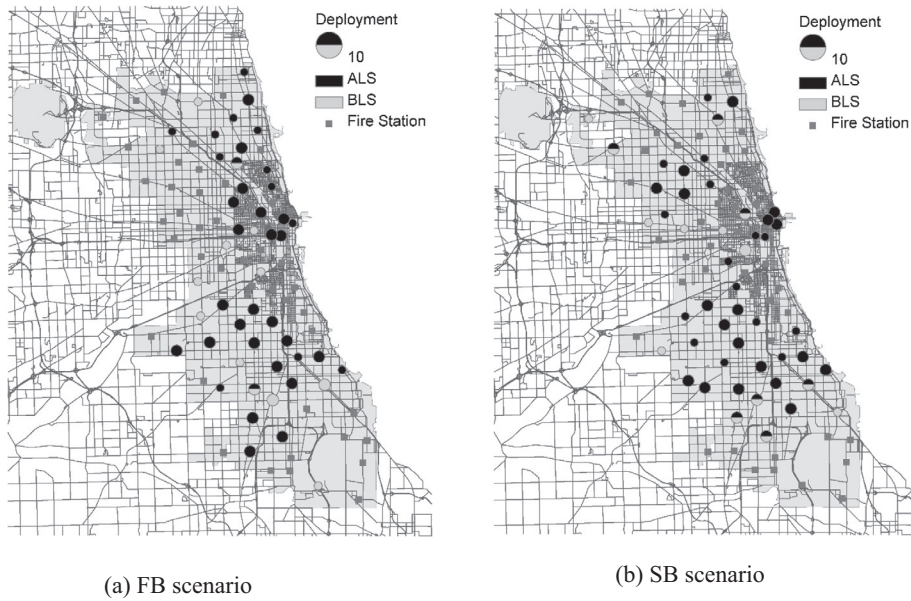 Deployment
10
ALS
BLS
Fire Station
Deployment
10
ALS
BLS
Fire Station
(a) FB scenario
(b) SB scenario